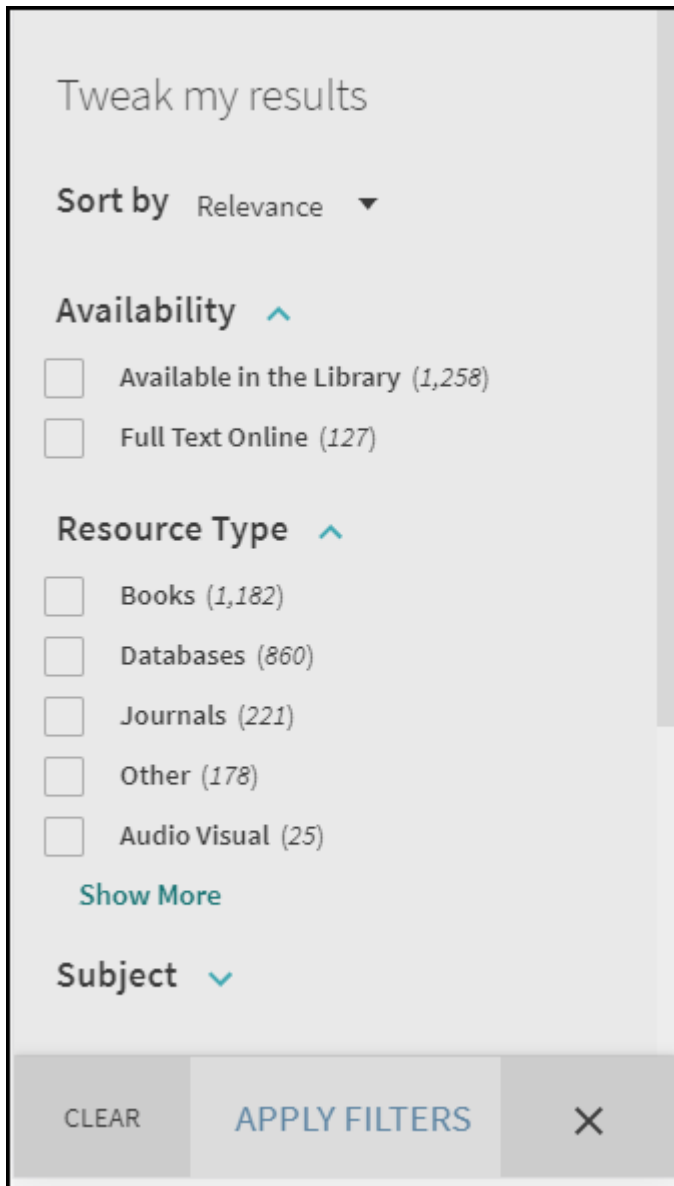 Tweak my results
Sort by Relevance
Availability
Available in the Library (1,258)
Full Text Online (127)
Resource Type
Books (1,182)
Databases (860)
Journals (221)
Other (178)
Audio Visual (25)
Show More
Subject
CLEAR APPLY FILTERS